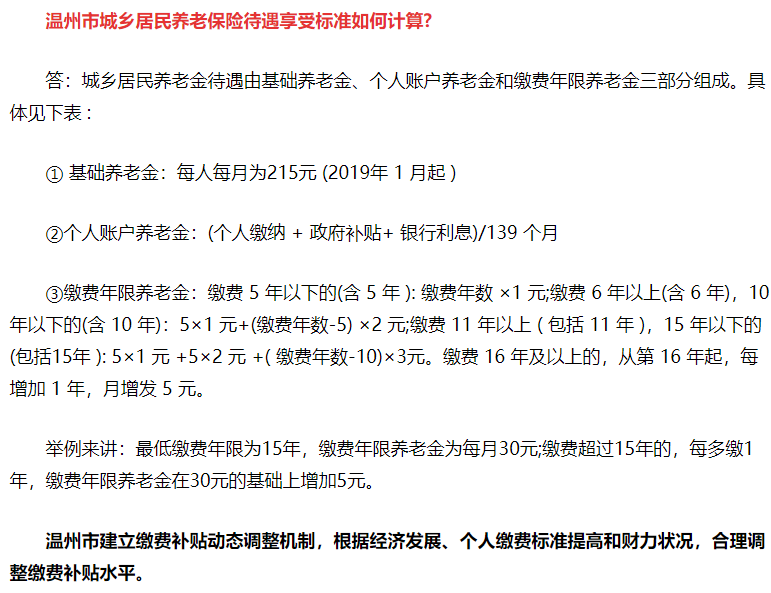 温州市城乡居民养老保险待遇享受标准如何计算?
答：城乡居民养老金待遇由基础养老金、个人账户养老金和缴费年限养老金三部分组成。具
体见下表 :
① 基础养老金：每人每月为215元 (2019年 1 月起 )
②个人账户养老金：(个人缴纳 + 政府补贴+ 银行利息)/139 个月
③缴费年限养老金：缴费 5 年以下的(含 5 年 ): 缴费年数 ×1 元;缴费 6 年以上(含 6 年)，10
年以下的(含 10 年)：5×1 元+(缴费年数-5) ×2 元;缴费 11 年以上 ( 包括 11 年 )，15 年以下的
(包括15年 ): 5×1 元 +5×2 元 +( 缴费年数-10)×3元。缴费 16 年及以上的，从第 16 年起，每
增加 1 年，月增发 5 元。
举例来讲：最低缴费年限为15年，缴费年限养老金为每月30元;缴费超过15年的，每多缴1
年，缴费年限养老金在30元的基础上增加5元。
温州市建立缴费补贴动态调整机制，根据经济发展、个人缴费标准提高和财力状况，合理调
整缴费补贴水平。